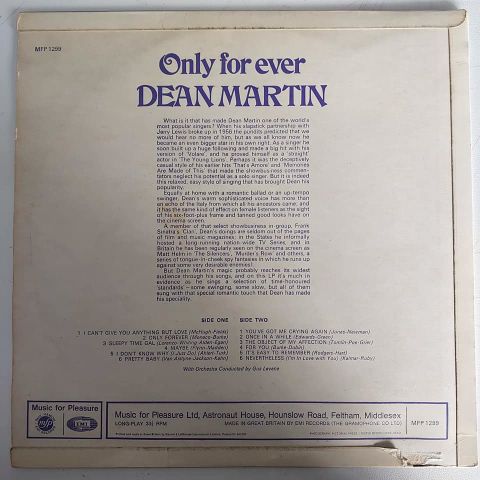 MFP 1299
Only for ever
DEAN MARTIN
What is it that has made Dean Martin one of the world's
most popular singers? When his slapstick partnership with
Jerry Lewis broke up in 1956 the pundits predicted that we
would hear no more of him, but as we all know now he
became an even bigger star in his own right. As a singer he
soon built up a huge following and made a big hit with his
version of 'Volare', and he proved himself as a 'straight'
actor in 'The Young Lions'. Perhaps it was the deceptively
casual style of his earlier hits 'That's Amore' and 'Memories
Are Made of This' that made the showbusiness commen-
tators neglect his potential as a solo singer. But it is indeed
this relaxed, easy style of singing that has brought Dean his
popularity.
Equally at home with a romantic ballad or an up-tempo
swinger, Dean's warm sophisticated voice has more than
an echo of the Italy from which all his ancestors came, and
it has the same kind of effect on female listeners as the sight
of his six-foot-plus frame and tanned good looks have on
the cinema screen.
A member of that select showbusiness in-group, Frank
Sinatra's 'Clan', Dean's doings are seldom out of the pages
of film and music magazines; in the States he informally
hosted a long-running nation-wide TV Series, and in
Britain he has been regularly seen on the cinema screen as
Matt Helm in 'The Silencers', 'Murder's Row' and others, a
series of tongue-in-cheek spy fantasies in which he runs up
against some very desirable enemies!
But Dean Martin's magic probably reaches its widest
audience through his songs, and on this LP it's much in
evidence as he sings a selection of time-honoured
'standards' – some swinging, some slow, but all of them
sung with that special romantic touch that Dean has made
his speciality.
SIDE ONE
1 I CAN'T GIVE YOU ANYTHING BUT LOVE (McHugh-Fields)
2 ONLY FOREVER (Monaco-Burke)
3 SLEEPY TIME GAL (Lorenzo-Whiting-Alden-Egan)
4 MAYBE (Flynn-Madden)
5 I DON'T KNOW WHY (I Just Do) (Ahlert-Turk)
6 PRETTY BABY (Van Alstyne-Jackson-Kahn)
SIDE TWO
1 YOU'VE GOT ME CRYING AGAIN (Jones-Newman)
2 ONCE IN A WHILE (Edwards-Green)
3 THE OBJECT OF MY AFFECTION (Tomlin-Poe-Grier)
4 FOR YOU (Burke-Dubin)
5 IT'S EASY TO REMEMBER (Rodgers-Hart)
6 NEVERTHELESS (I'm In Love with You) (Kalmar-Ruby)
With Orchestra Conducted by Gus Levene
Music for Pleasure
mfp
EMI
Music for Pleasure Ltd, Astronaut House, Hounslow Road, Feltham, Middlesex
LONG-PLAY 33⅓ RPM
MADE IN GREAT BRITAIN BY EMI RECORDS (THE GRAMOPHONE CO LTD)
MFP 1299